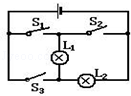 S₁ S₂
L₁
S₃ L₂